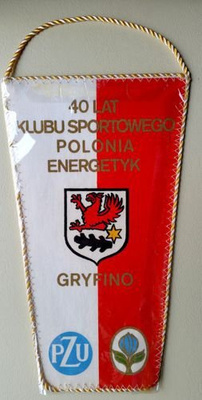 40 LAT
KLUBU SPORTOWEGO
POLONIA
ENERGETYK
GRYFINO
PZU